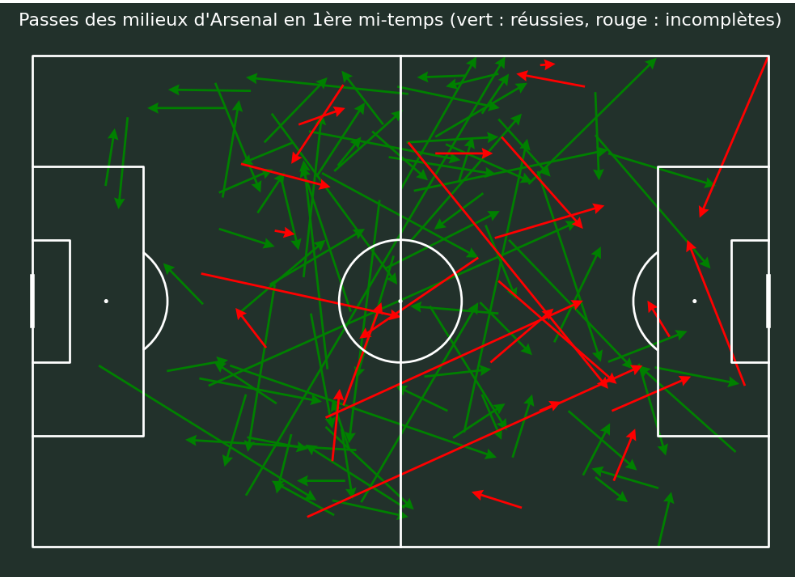 Passes des milieux d'Arsenal en 1ère mi-temps (vert : réussies, rouge : incomplètes)